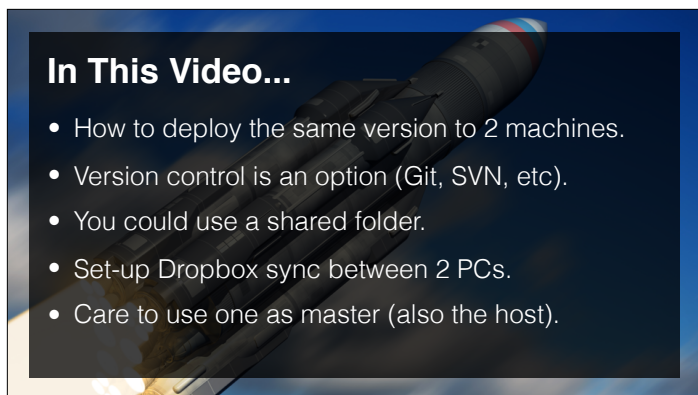 In This Video...
• How to deploy the same version to 2 machines.
• Version control is an option (Git, SVN, etc).
• You could use a shared folder.
• Set-up Dropbox sync between 2 PCs.
• Care to use one as master (also the host).